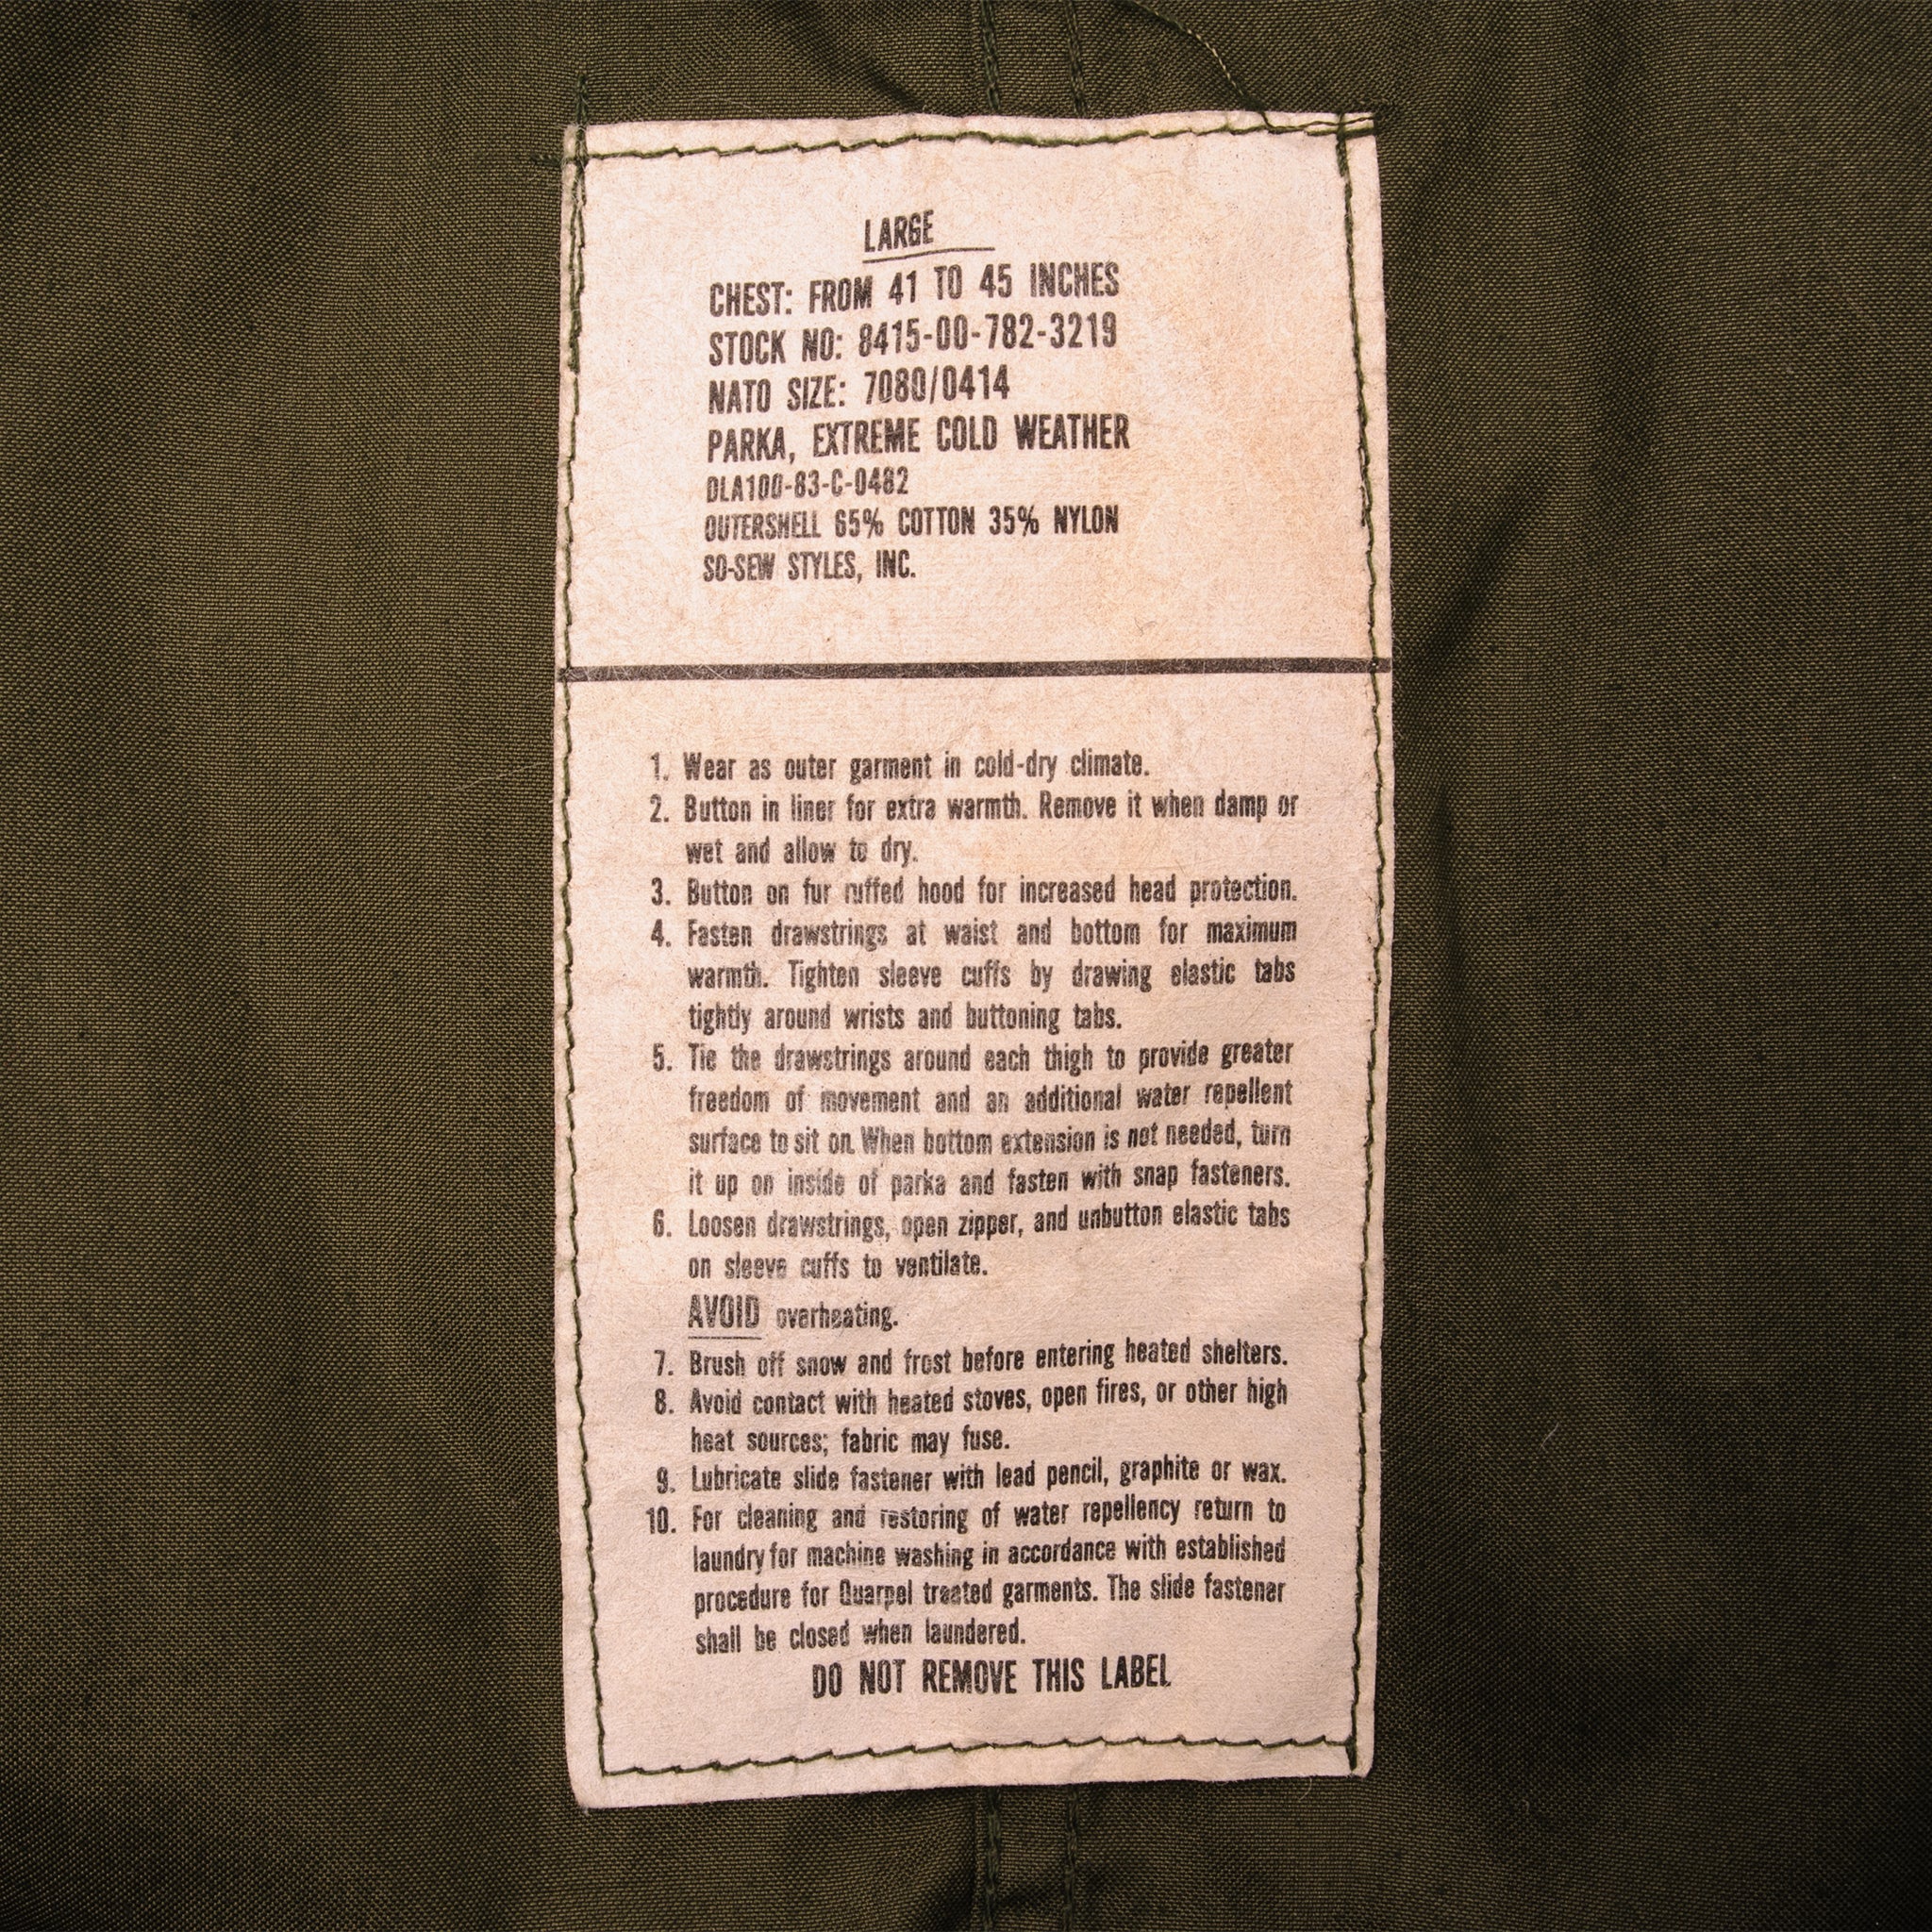 LARGE
CHEST: FROM 41 TO 45 INCHES
STOCK NO: 8415-00-782-3219
NATO SIZE: 7080/0414
PARKA, EXTREME COLD WEATHER
DLA100-83-C-0482
OUTERSHELL 65% COTTON 35% NYLON
SO-SEW STYLES, INC.
1. Wear as outer garment in cold-dry climate.
2. Button in liner for extra warmth. Remove it when damp or
wet and allow to dry.
3. Button on fur ruffed hood for increased head protection.
4. Fasten drawstrings at waist and bottom for maximum
warmth. Tighten sleeve cuffs by drawing elastic tabs
tightly around wrists and buttoning tabs.
5. Tie the drawstrings around each thigh to provide greater
freedom of movement and an additional water repellent
surface to sit on. When bottom extension is not needed, turn
it up on inside of parka and fasten with snap fasteners.
6. Loosen drawstrings, open zipper, and unbutton elastic tabs
on sleeve cuffs to ventilate.
AVOID overheating.
7. Brush off snow and frost before entering heated shelters.
8. Avoid contact with heated stoves, open fires, or other high
heat sources; fabric may fuse.
9. Lubricate slide fastener with lead pencil, graphite or wax.
10. For cleaning and restoring of water repellency return to
laundry for machine washing in accordance with established
procedure for Quarpel treated garments. The slide fastener
shall be closed when laundered.
DO NOT REMOVE THIS LABEL